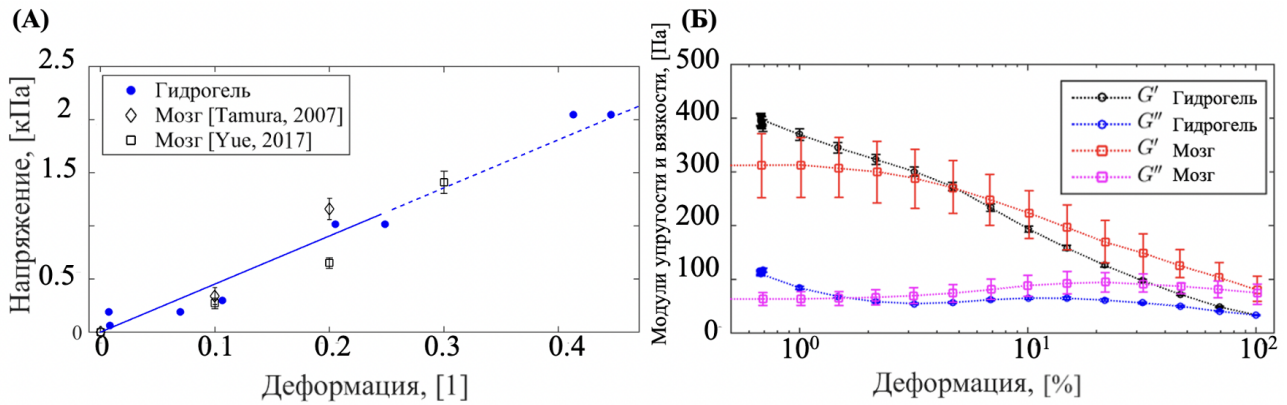 (А)
Напряжение, [кПа]
2.5
2
1.5
1
0.5
0
Гидрогель
Мозг [Tamura, 2007]
Мозг [Yue, 2017]
0 0.1 0.2 0.3 0.4
Деформация, [1]
(Б)
Модули упругости и вязкости, [Па]
500
400
300
200
100
0
G′ Гидрогель
G″ Гидрогель
G′ Мозг
G″ Мозг
10⁰ 10¹ 10²
Деформация, [%]